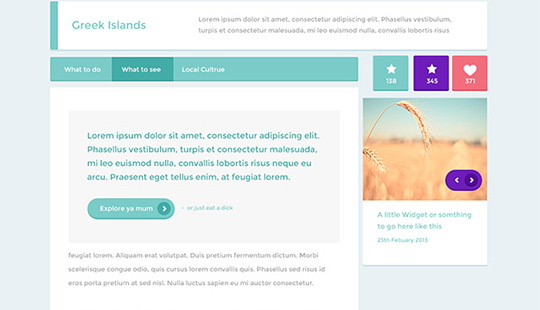 Greek Islands
Lorem ipsum dolor sit amet, consectetur adipiscing elit. Phasellus vestibulum,
turpis et consectetur malesuada, mi leo euismod nulla, convallis lobortis risus
What to do
What to see
Local Cultrue
138
345
371
Lorem ipsum dolor sit amet, consectetur adipiscing elit.
Phasellus vestibulum, turpis et consectetur malesuada,
mi leo euismod nulla, convallis lobortis risus neque eu
arcu. Praesent eget tellus enim, at feugiat lorem.
Explore ya mum
- or just eat a dick
A little Widget or somthing
to go here like this
25th Febuary 2013
feugiat lorem. Aliquam erat volutpat. Duis pretium fermentum dictum. Morbi
scelerisque congue odio, quis cursus lorem convallis quis. Phasellus sed risus id
eros porta pretium at sed nisl. Nulla luctus sapien eu mi auctor consectetur.